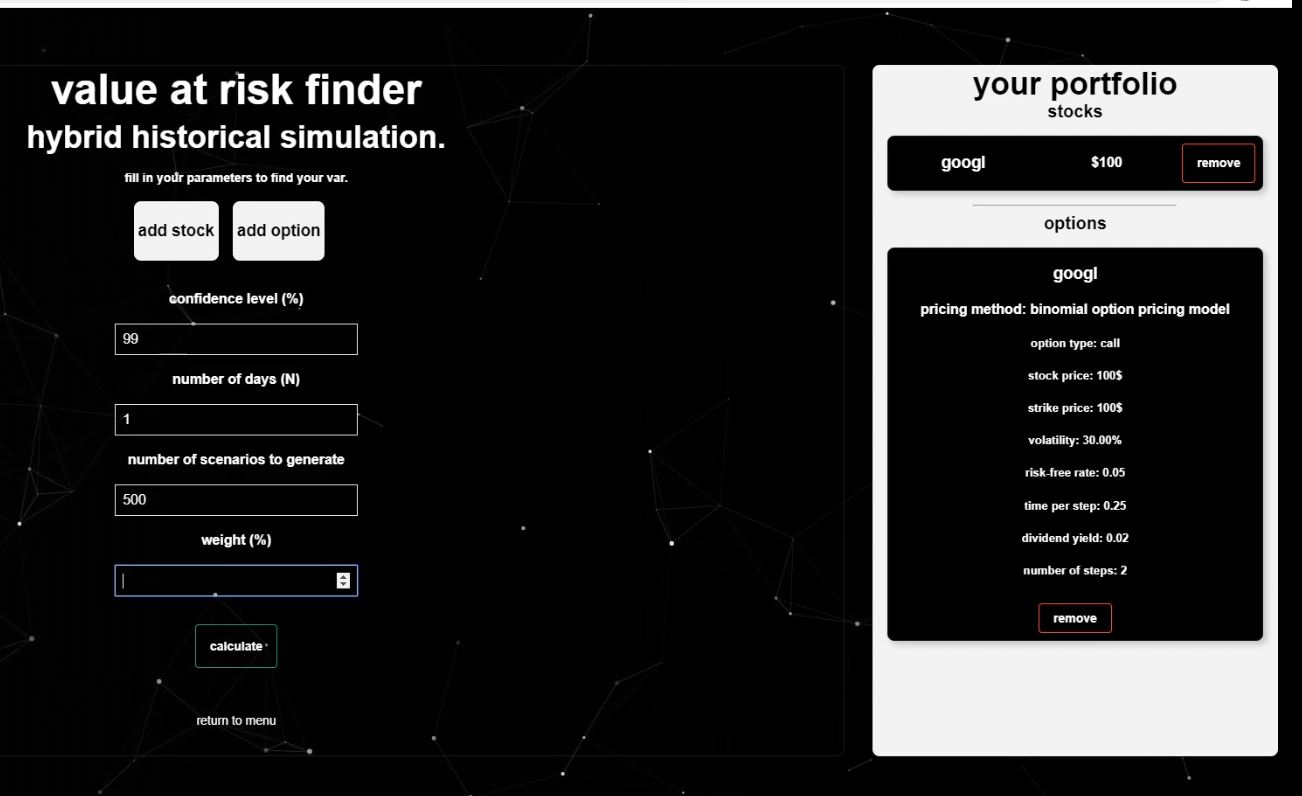 value at risk finder
hybrid historical simulation.
fill in your parameters to find your var.
add stock
add option
confidence level (%)
99
number of days (N)
1
number of scenarios to generate
500
weight (%)
calculate
return to menu
your portfolio
stocks
googl $100 remove
options
googl
pricing method: binomial option pricing model
option type: call
stock price: 100$
strike price: 100$
volatility: 30.00%
risk-free rate: 0.05
time per step: 0.25
dividend yield: 0.02
number of steps: 2
remove